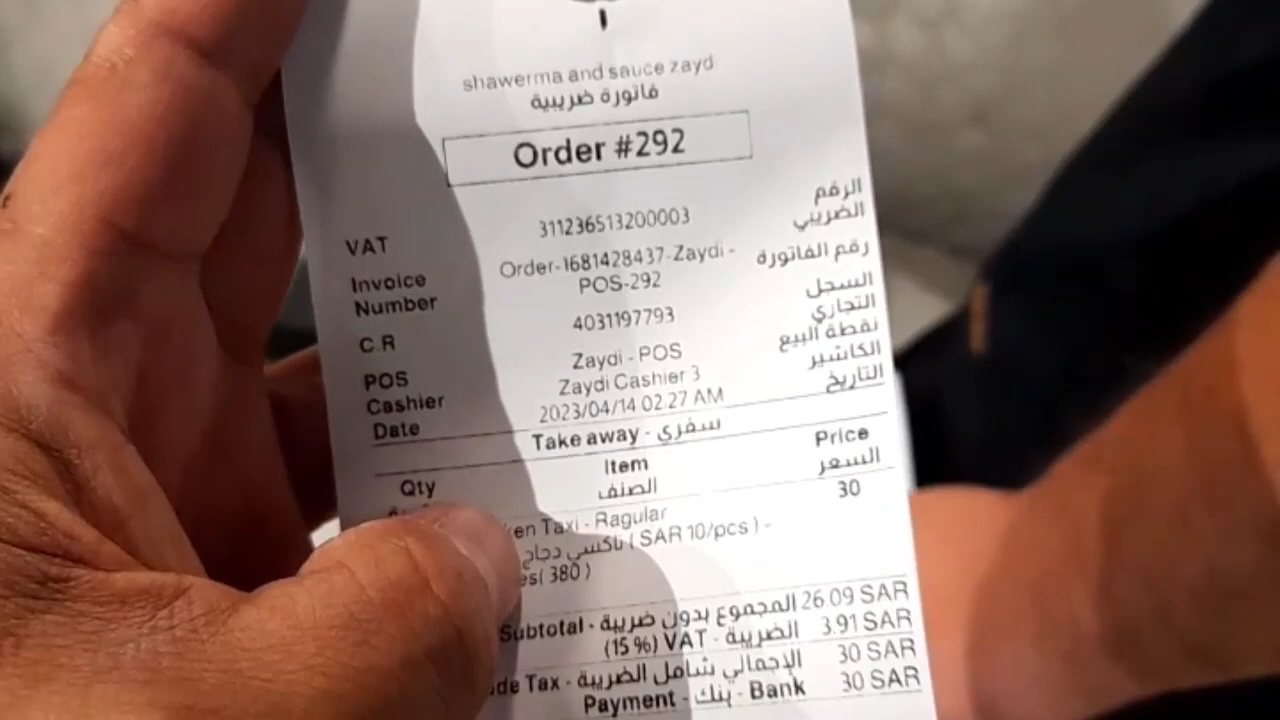 shawerma and sauce zayd
فاتورة ضريبية
Order #292
VAT 311236513200003 الرقم الضريبي
Invoice Number Order-1681428437-Zaydi-POS-292 رقم الفاتورة
C.R 4031197793 السجل التجاري
POS Zaydi - POS نقطة البيع
Cashier Zaydi Cashier 3 الكاشير
Date 2023/04/14 02:27 AM التاريخ
Take away - سفري
Qty Item Price
الصنف السعر
Taxi - Ragular 30
تاكسي دجاج ( SAR 10/pcs ) -
( 380 )
Subtotal - المجموع بدون ضريبة 26.09 SAR
(15 %) VAT - الضريبة 3.91 SAR
Tax - الإجمالي شامل الضريبة 30 SAR
Payment - بنك - Bank 30 SAR